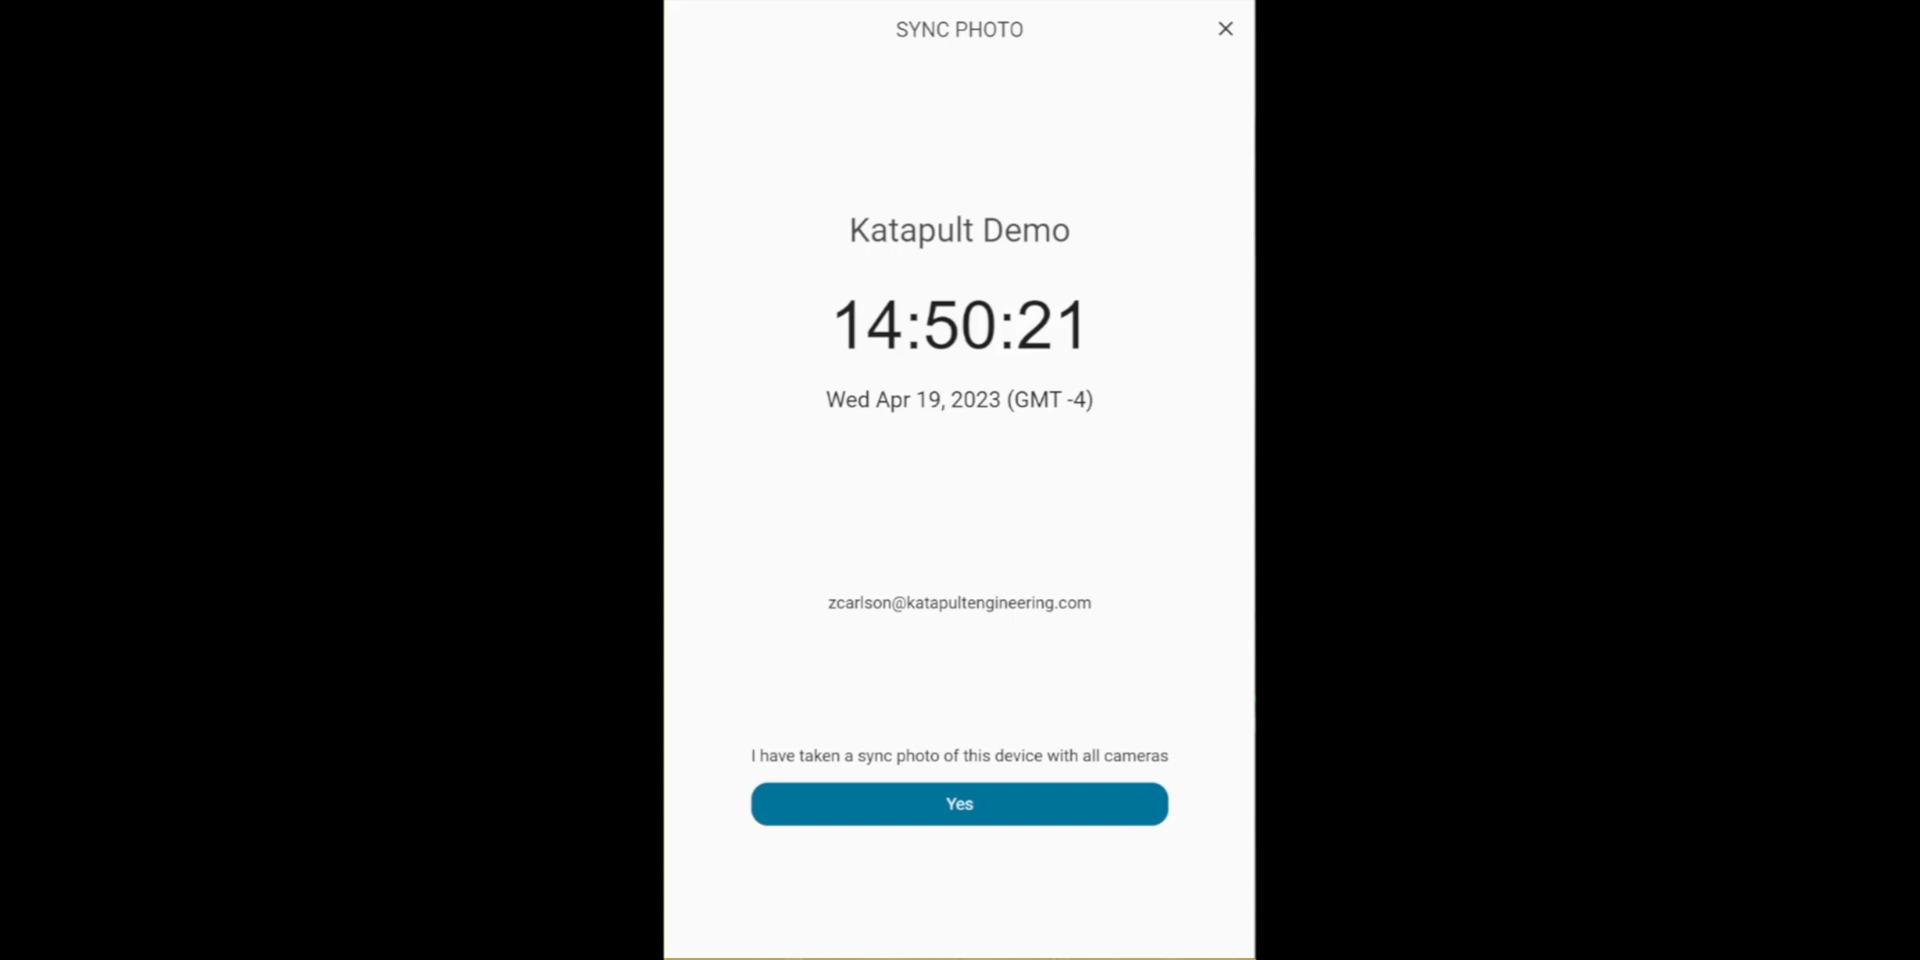 SYNC PHOTO
Katapult Demo
14:50:21
Wed Apr 19, 2023 (GMT -4)
zcarlson@katapultengineering.com
I have taken a sync photo of this device with all cameras
Yes